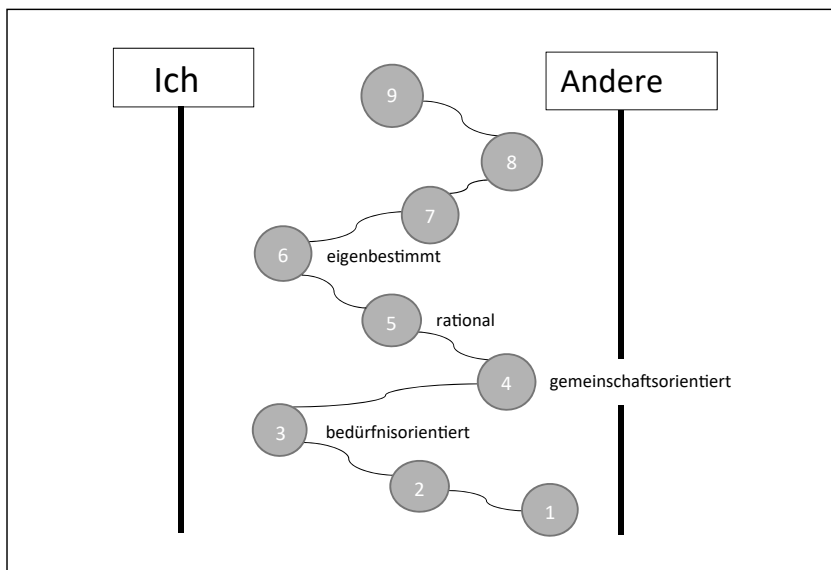 Ich
Andere
9
8
7
6
eigenbestimmt
5
rational
4
gemeinschaftsorientiert
3
bedürfnisorientiert
2
1